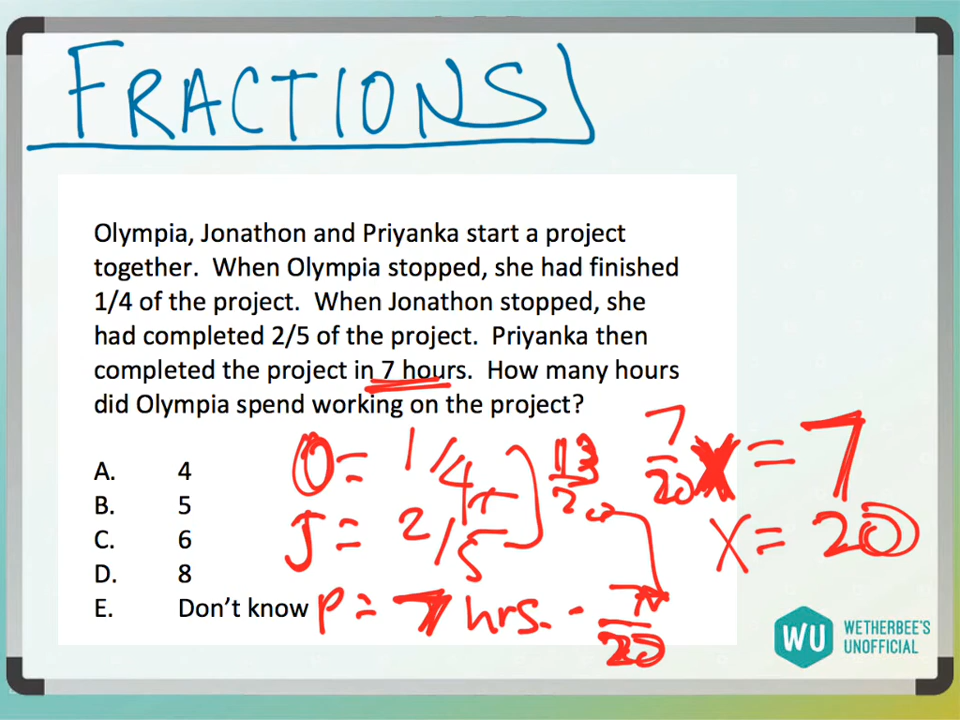 FRACTIONS
Olympia, Jonathon and Priyanka start a project
together. When Olympia stopped, she had finished
1/4 of the project. When Jonathon stopped, she
had completed 2/5 of the project. Priyanka then
completed the project in 7 hours. How many hours
did Olympia spend working on the project?
A. 4
B. 5
C. 6
D. 8
E. Don't know
O = 1/4
+
J = 2/5
13/20
P = 7 hrs. - 7/20
7/20 x = 7
x = 20
WU WETHERBEE'S
UNOFFICIAL